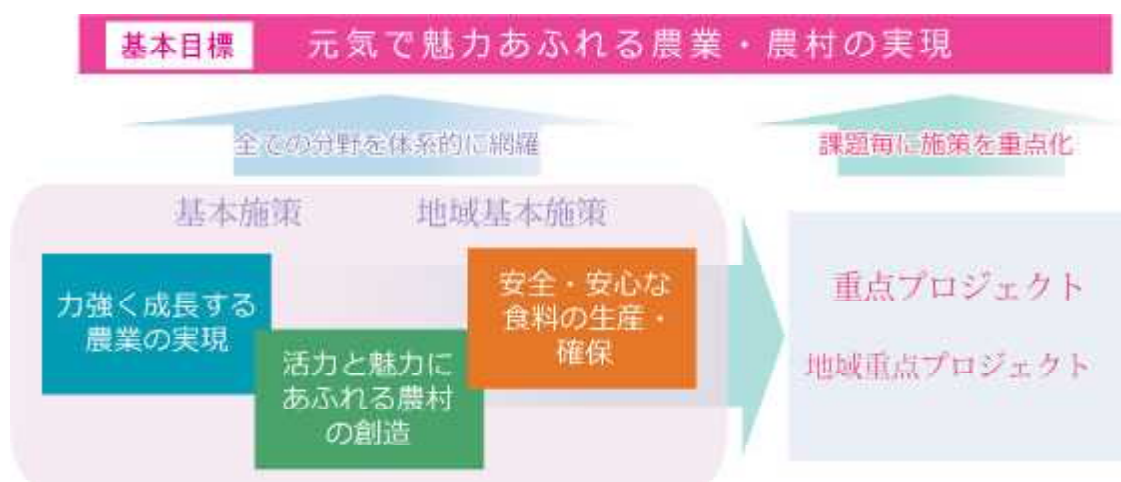 基本目標 元気で魅力あふれる農業・農村の実現
全ての分野を体系的に網羅
課題毎に施策を重点化
基本施策 地域基本施策
力強く成長する
農業の実現
活力と魅力に
あふれる農村
の創造
安全・安心な
食料の生産・
確保
重点プロジェクト
地域重点プロジェクト